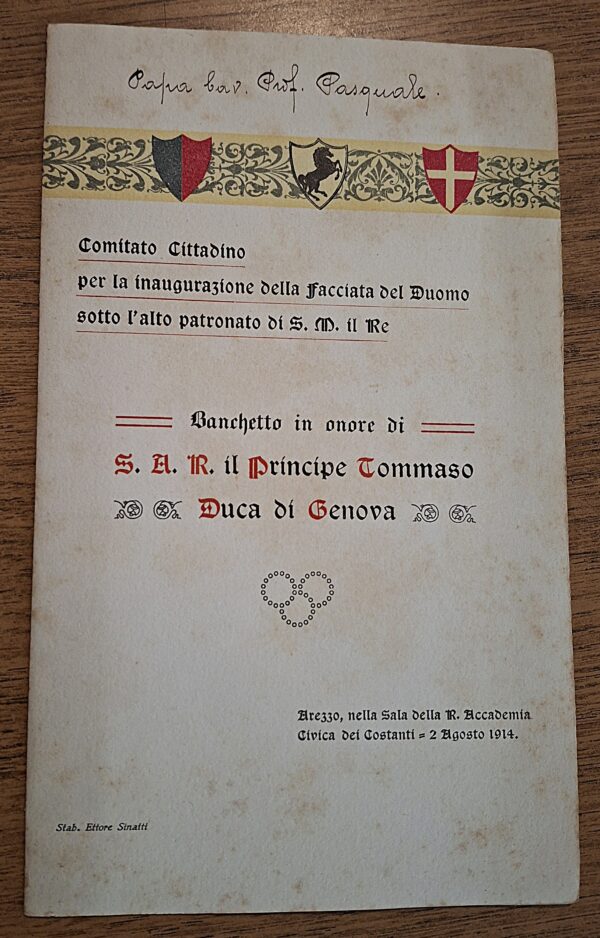 Papa Cav. Prof. Pasquale.
Comitato Cittadino
per la inaugurazione della Facciata del Duomo
sotto l'alto patronato di S. M. il Re
Banchetto in onore di
S. A. R. il Principe Tommaso
Duca di Genova
Arezzo, nella Sala della R. Accademia
Civica dei Costanti = 2 Agosto 1914.
Stab. Ettore Sinatti